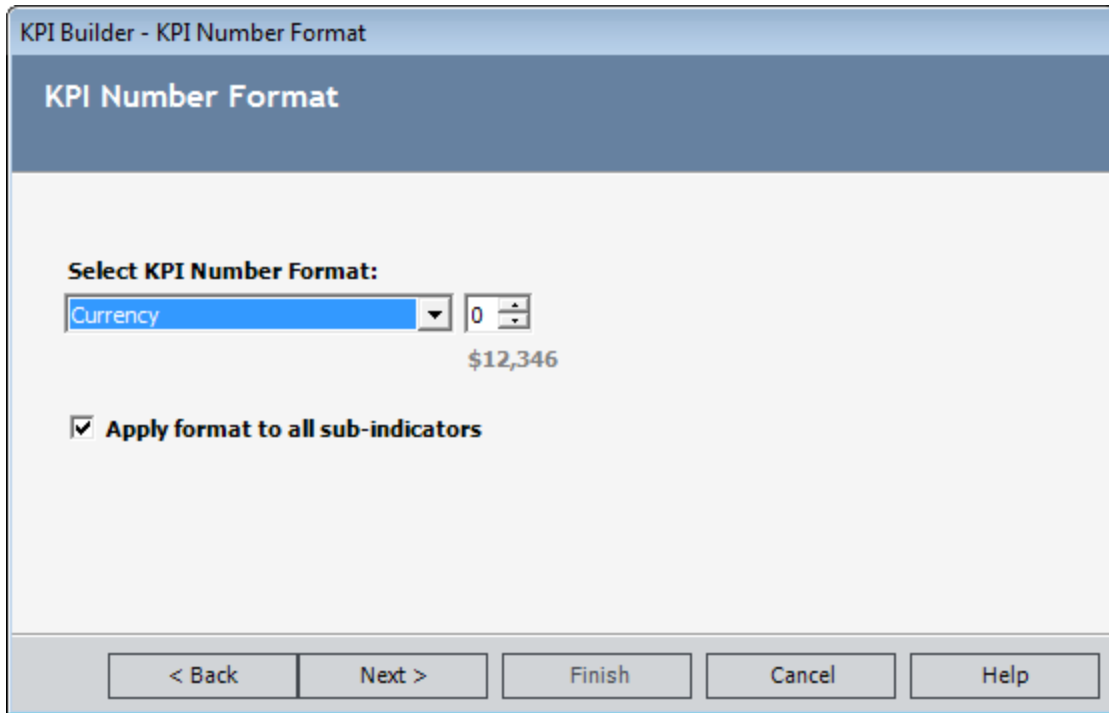 KPI Builder - KPI Number Format
KPI Number Format
Select KPI Number Format:
Currency 0
$12,346
Apply format to all sub-indicators
< Back Next > Finish Cancel Help